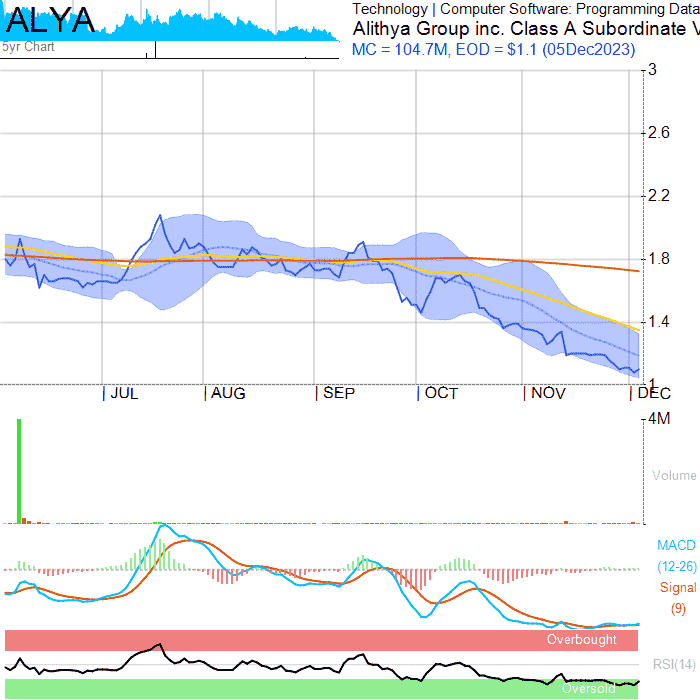 ALYA
5yr Chart
Technology | Computer Software: Programming Data
Alithya Group inc. Class A Subordinate V
MC = 104.7M, EOD = $1.1 (05Dec2023)
3
2.6
2.2
1.8
1.4
1
JUL
AUG
SEP
OCT
NOV
DEC
4M
Volume
MACD
(12-26)
Signal
(9)
Overbought
RSI(14)
Oversold